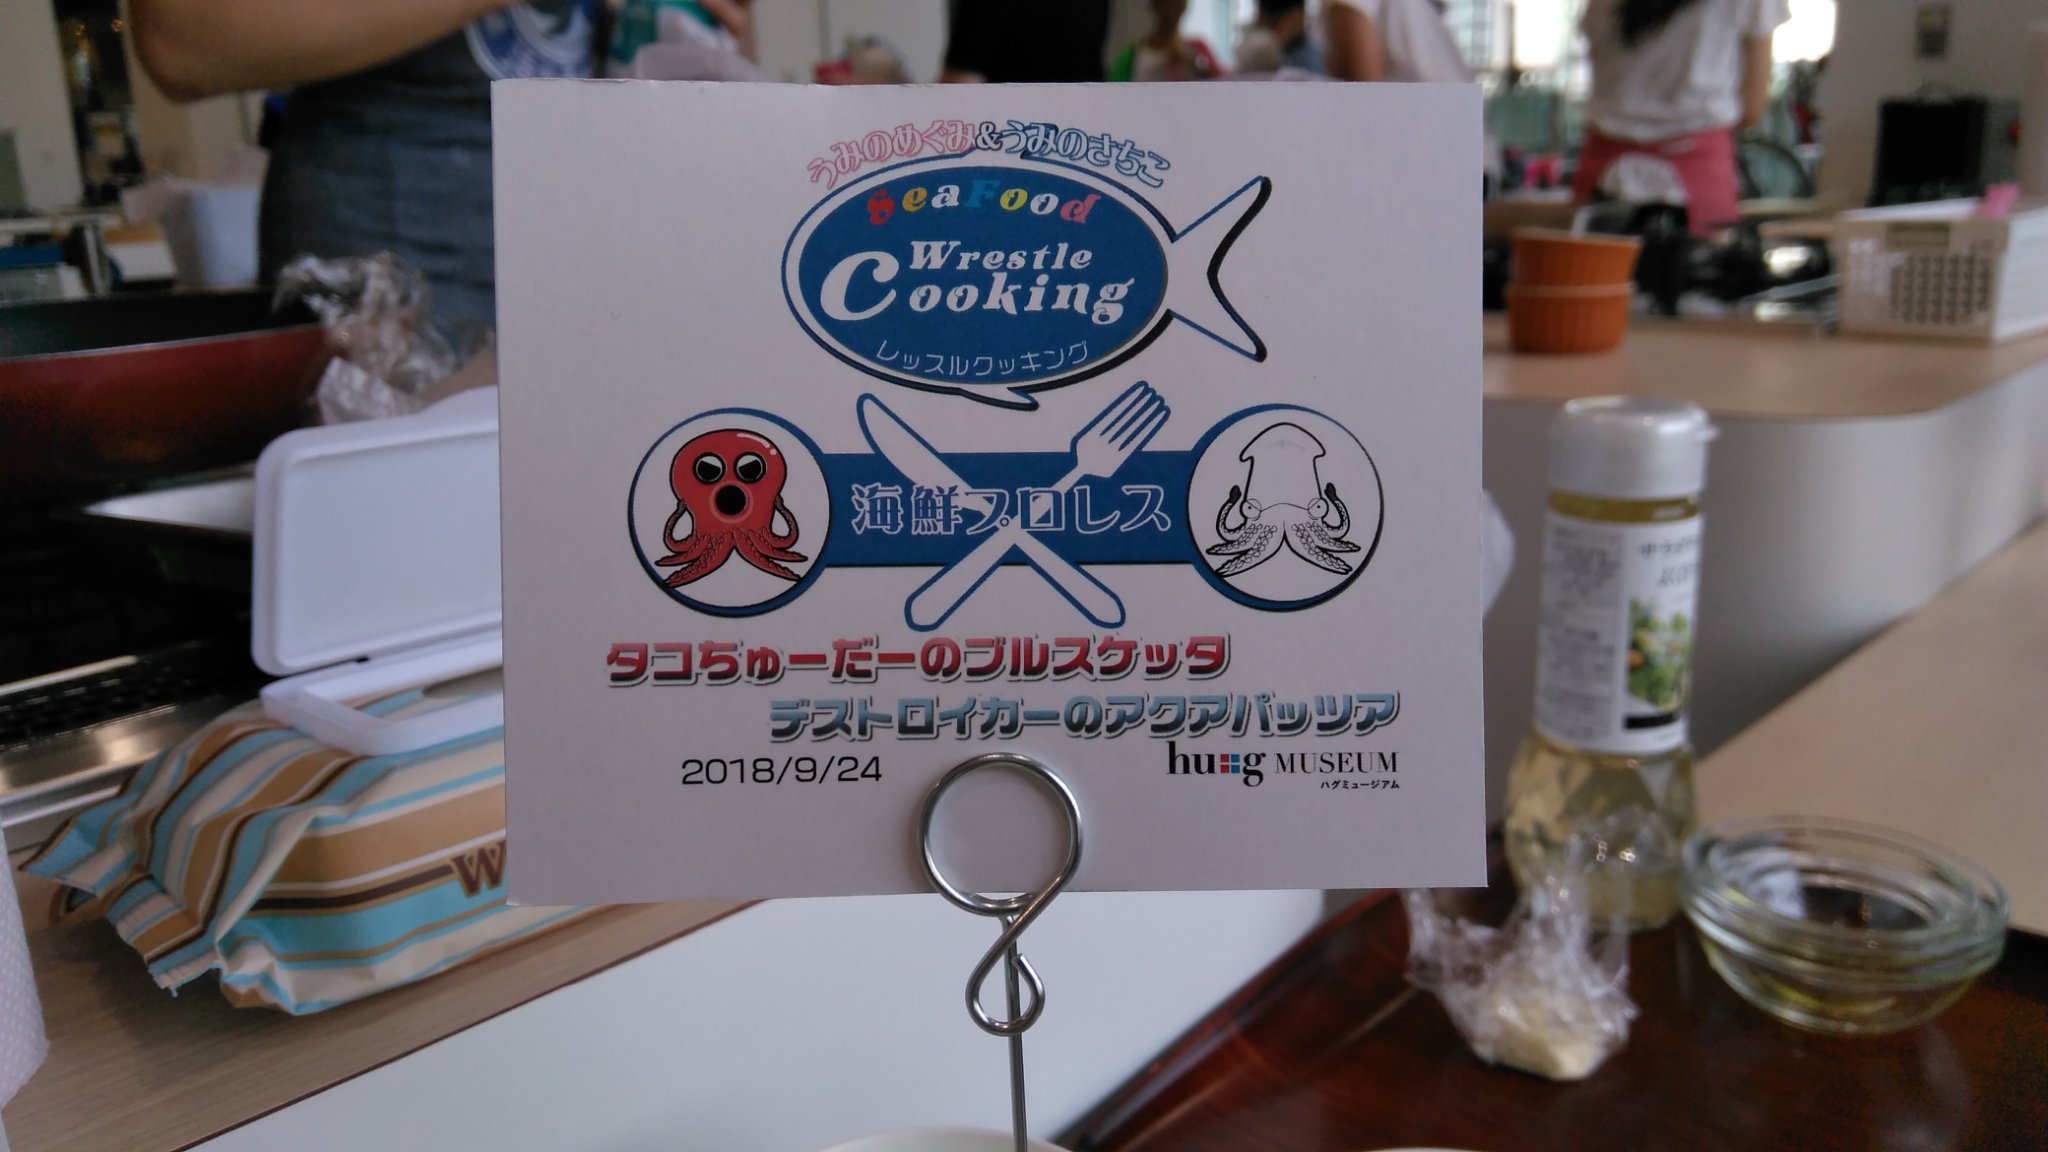 うみのめぐみ&うみのさちこ
SeaFood
Wrestle
Cooking
レッスルクッキング
海鮮プロレス
タコちゅーだーのブルスケッタ
デストロイカーのアクアパッツア
2018/9/24
hug MUSEUM
ハグミュージアム
W